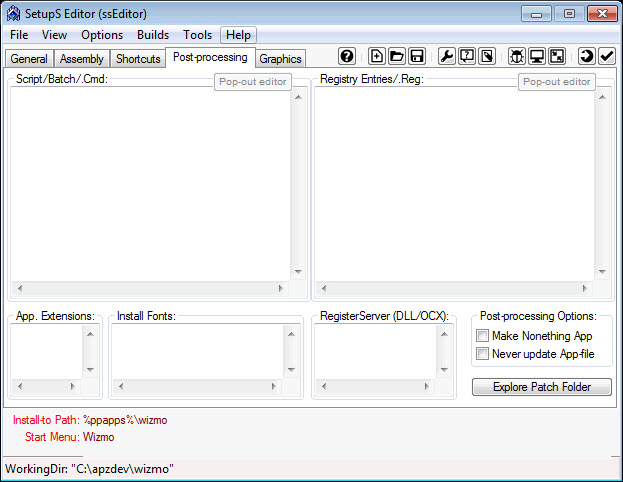 SetupS Editor (ssEditor)
File View Options Builds Tools Help
General Assembly Shortcuts Post-processing Graphics
Script/Batch/.Cmd: Pop-out editor Registry Entries/.Reg: Pop-out editor
App. Extensions: Install Fonts: RegisterServer (DLL/OCX): Post-processing Options:
Make Nonething App
Never update App-file
Explore Patch Folder
Install-to Path: %ppapps%\wizmo
Start Menu: Wizmo
WorkingDir: "C:\apzdev\wizmo"